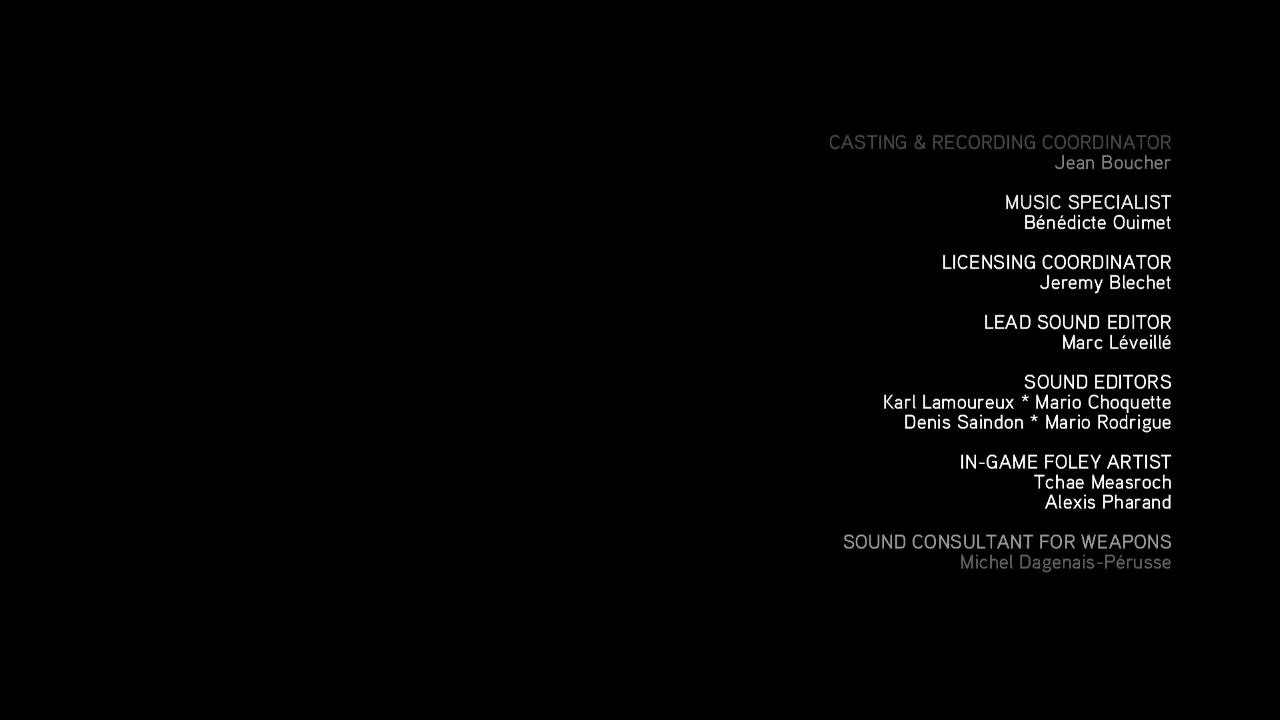 CASTING & RECORDING COORDINATOR
Jean Boucher
MUSIC SPECIALIST
Bénédicte Ouimet
LICENSING COORDINATOR
Jeremy Blechet
LEAD SOUND EDITOR
Marc Léveillé
SOUND EDITORS
Karl Lamoureux * Mario Choquette
Denis Saindon * Mario Rodrigue
IN-GAME FOLEY ARTIST
Tchae Measroch
Alexis Pharand
SOUND CONSULTANT FOR WEAPONS
Michel Dagenais-Pérusse